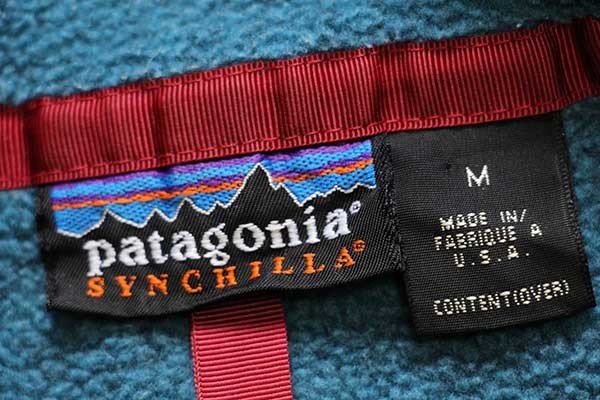 patagonia®
SYNCHILLA®
M
MADE IN/
FABRIQUE A
U.S.A.
CONTENT(OVER)